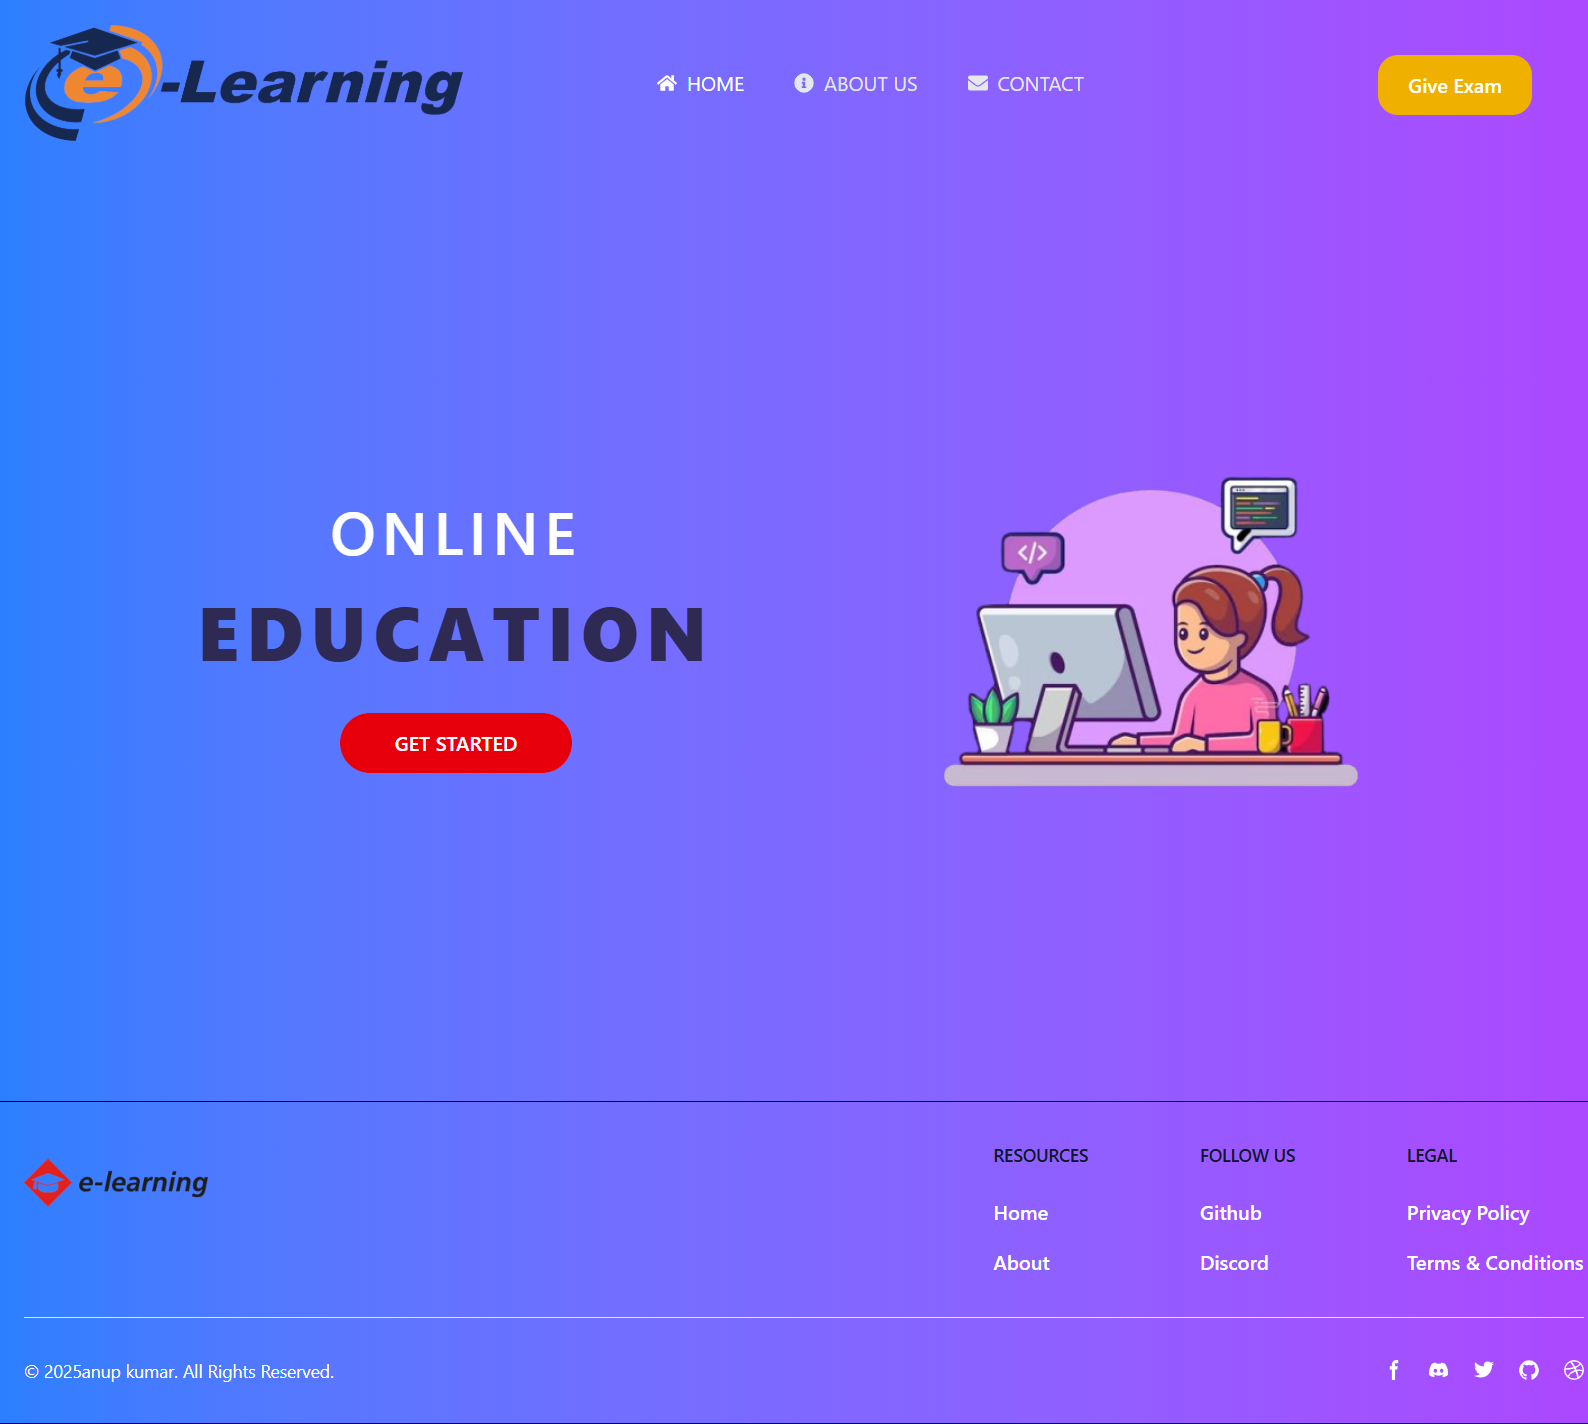 e-Learning
HOME
ABOUT US
CONTACT
Give Exam
ONLINE
EDUCATION
</>
GET STARTED
e-learning
RESOURCES
Home
About
FOLLOW US
Github
Discord
LEGAL
Privacy Policy
Terms & Conditions
© 2025anup kumar. All Rights Reserved.